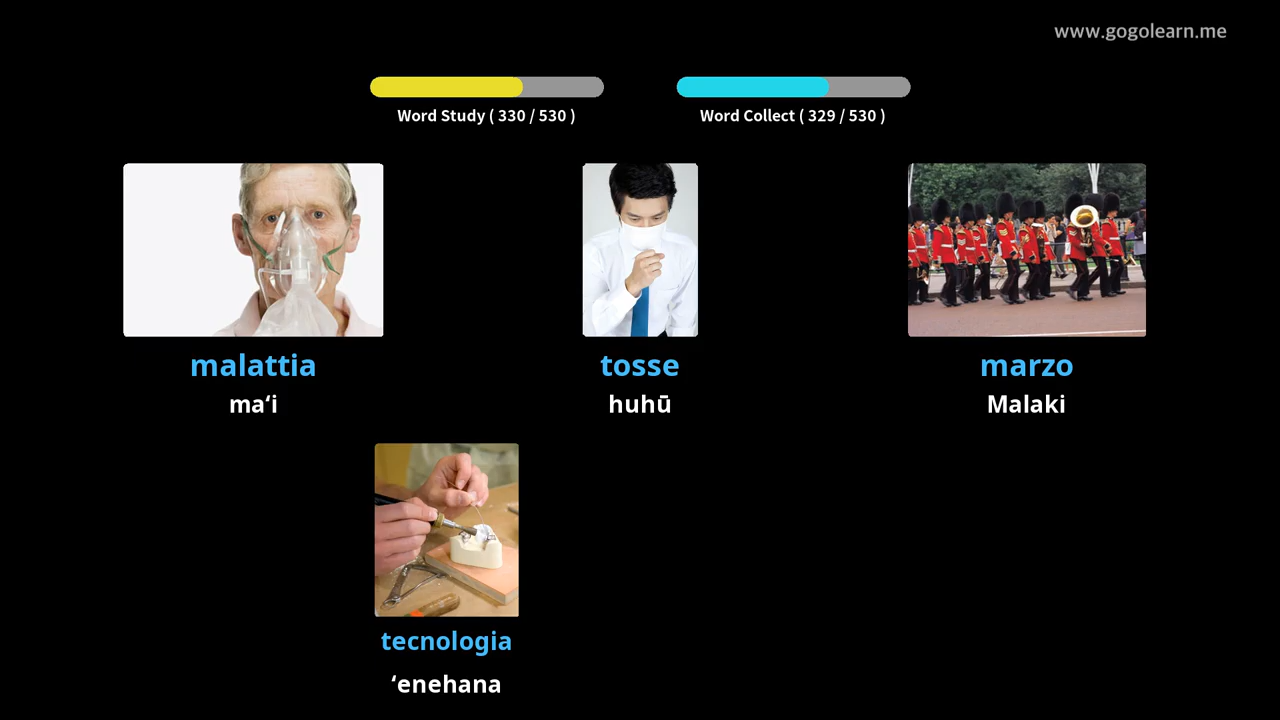 www.gogolearn.me
Word Study ( 330 / 530 )
Word Collect ( 329 / 530 )
malattia
maʻi
tosse
huhū
marzo
Malaki
tecnologia
ʻenehana